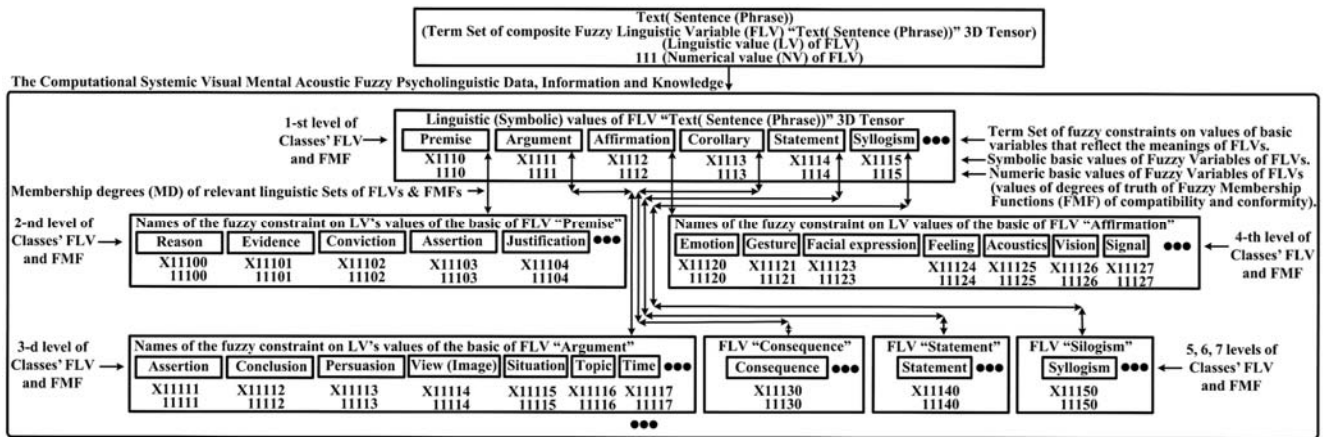 Text( Sentence (Phrase))
(Term Set of composite Fuzzy Linguistic Variable (FLV) “Text( Sentence (Phrase))” 3D Tensor)
(Linguistic value (LV) of FLV)
111 (Numerical value (NV) of FLV)
The Computational Systemic Visual Mental Acoustic Fuzzy Psycholinguistic Data, Information and Knowledge
1-st level of
Classes’ FLV
and FMF
Linguistic (Symbolic) values of FLV “Text( Sentence (Phrase))” 3D Tensor
Premise Argument Affirmation Corollary Statement Syllogism ●●●
X1110 X1111 X1112 X1113 X1114 X1115
1110 1111 1112 1113 1114 1115
Term Set of fuzzy constraints on values of basic
variables that reflect the meanings of FLVs.
Symbolic basic values of Fuzzy Variables of FLVs.
Numeric basic values of Fuzzy Variables of FLVs
(values of degrees of truth of Fuzzy Membership
Functions (FMF) of compatibility and conformity).
Membership degrees (MD) of relevant linguistic Sets of FLVs & FMFs
2-nd level of
Classes’ FLV
and FMF
Names of the fuzzy constraint on LV’s values of the basic of FLV “Premise”
Reason Evidence Conviction Assertion Justification ●●●
X11100 X11101 X11102 X11103 X11104
11100 11101 11102 11103 11104
Names of the fuzzy constraint on LV values of the basic of FLV “Affirmation”
Emotion Gesture Facial expression Feeling Acoustics Vision Signal ●●●
X11120 X11121 X11123 X11124 X11125 X11126 X11127
11120 11121 11123 11124 11125 11126 11127
4-th level of
Classes’ FLV
and FMF
3-d level of
Classes’ FLV
and FMF
Names of the fuzzy constraint on LV’s values of the basic of FLV “Argument”
Assertion Conclusion Persuasion View (Image) Situation Topic Time ●●●
X11111 X11112 X11113 X11114 X11115 X11116 X11117
11111 11112 11113 11114 11115 11116 11117
●●●
FLV “Consequence”
Consequence ●●●
X11130
11130
FLV “Statement”
Statement ●●●
X11140
11140
FLV “Silogism”
Syllogism ●●●
X11150
11150
5, 6, 7 levels of
Classes’ FLV
and FMF